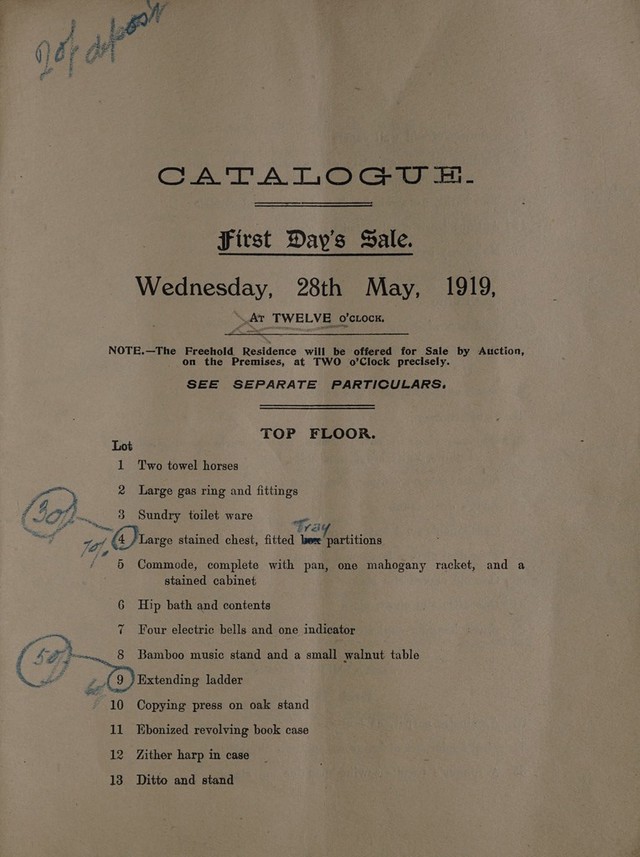 20/- deposit
CATALOGUE.
First Day's Sale.
Wednesday, 28th May, 1919,
AT TWELVE O'CLOCK.
NOTE.—The Freehold Residence will be offered for Sale by Auction,
on the Premises, at TWO o'Clock precisely.
SEE SEPARATE PARTICULARS.
TOP FLOOR.
Lot
1 Two towel horses
2 Large gas ring and fittings
30/-
3 Sundry toilet ware
Tray
4 Large stained chest, fitted box partitions
5 Commode, complete with pan, one mahogany racket, and a
stained cabinet
6 Hip bath and contents
7 Four electric bells and one indicator
50/-
8 Bamboo music stand and a small walnut table
9 Extending ladder
10 Copying press on oak stand
11 Ebonized revolving book case
12 Zither harp in case
13 Ditto and stand